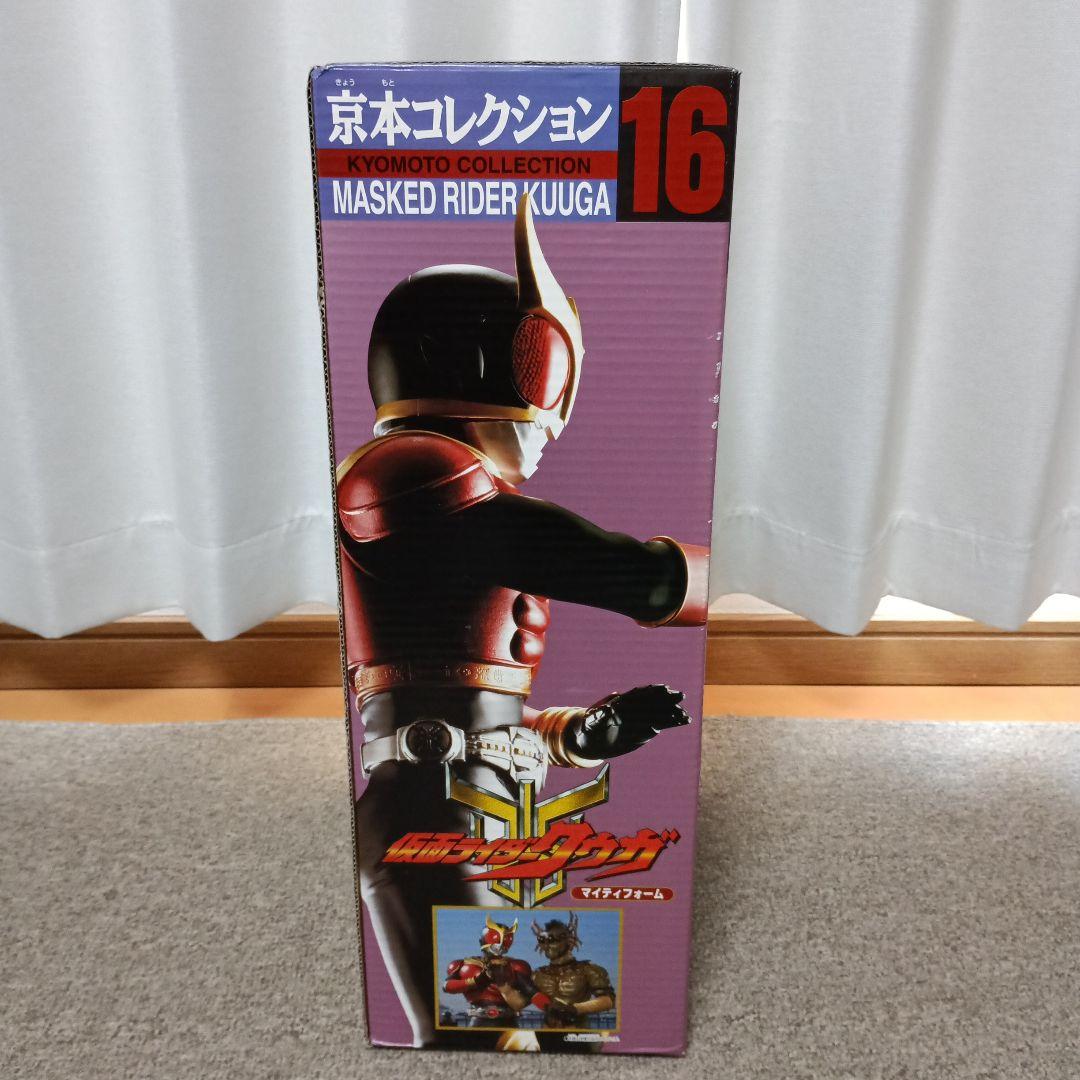 きょう もと
京本コレクション
16
KYOMOTO COLLECTION
MASKED RIDER KUUGA
仮面ライダークウガ
マイティフォーム